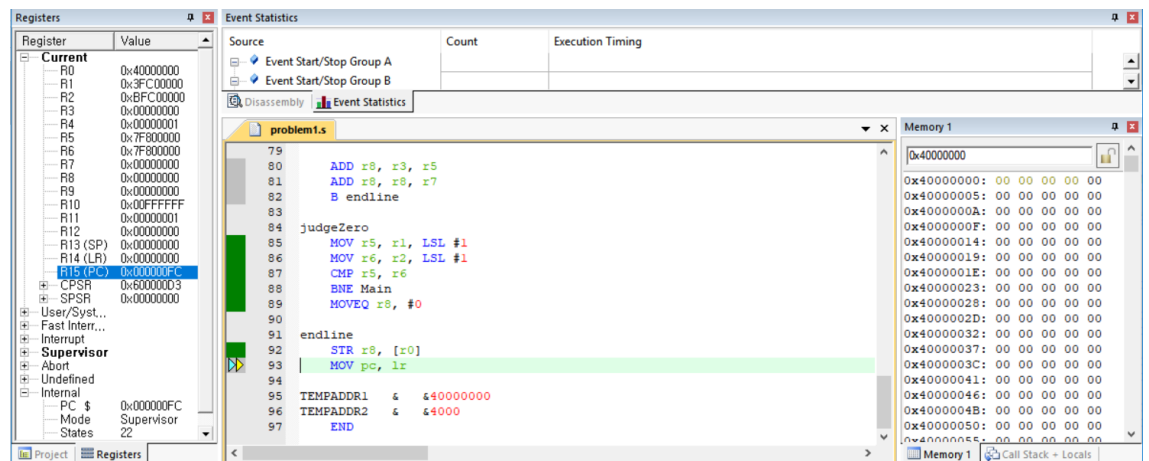 Registers
Register Value
Current
R0 0x40000000
R1 0x3FC00000
R2 0xBFC00000
R3 0x00000000
R4 0x00000001
R5 0x7F800000
R6 0x7F800000
R7 0x00000000
R8 0x00000000
R9 0x00000000
R10 0x00FFFFFF
R11 0x00000001
R12 0x00000000
R13 (SP) 0x00000000
R14 (LR) 0x00000000
R15 (PC) 0x000000FC
CPSR 0x600000D3
SPSR 0x00000000
User/Syst...
Fast Interr...
Interrupt
Supervisor
Abort
Undefined
Internal
PC $ 0x000000FC
Mode Supervisor
States 22
Project Registers
Event Statistics
Source Count Execution Timing
Event Start/Stop Group A
Event Start/Stop Group B
Disassembly Event Statistics
problem1.s
79
80 ADD r8, r3, r5
81 ADD r8, r8, r7
82 B endline
83
84 judgeZero
85 MOV r5, r1, LSL #1
86 MOV r6, r2, LSL #1
87 CMP r5, r6
88 BNE Main
89 MOVEQ r8, #0
90
91 endline
92 STR r8, [r0]
93 MOV pc, lr
94
95 TEMPADDR1 & &40000000
96 TEMPADDR2 & &4000
97 END
Memory 1
0x40000000
0x40000000: 00 00 00 00 00
0x40000005: 00 00 00 00 00
0x4000000A: 00 00 00 00 00
0x4000000F: 00 00 00 00 00
0x40000014: 00 00 00 00 00
0x40000019: 00 00 00 00 00
0x4000001E: 00 00 00 00 00
0x40000023: 00 00 00 00 00
0x40000028: 00 00 00 00 00
0x4000002D: 00 00 00 00 00
0x40000032: 00 00 00 00 00
0x40000037: 00 00 00 00 00
0x4000003C: 00 00 00 00 00
0x40000041: 00 00 00 00 00
0x40000046: 00 00 00 00 00
0x4000004B: 00 00 00 00 00
0x40000050: 00 00 00 00 00
0x40000055: 00 00 00 00 00
Memory 1 Call Stack + Locals